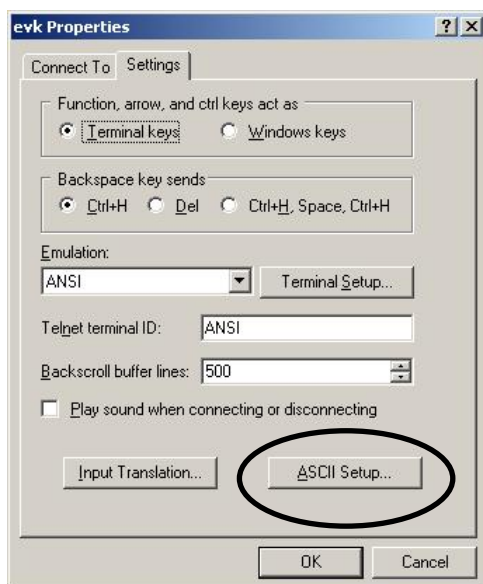 evk Properties
Connect To Settings
Function, arrow, and ctrl keys act as
Terminal keys Windows keys
Backspace key sends
Ctrl+H Del Ctrl+H, Space, Ctrl+H
Emulation:
ANSI Terminal Setup...
Telnet terminal ID: ANSI
Backscroll buffer lines: 500
Play sound when connecting or disconnecting
Input Translation... ASCII Setup...
OK Cancel